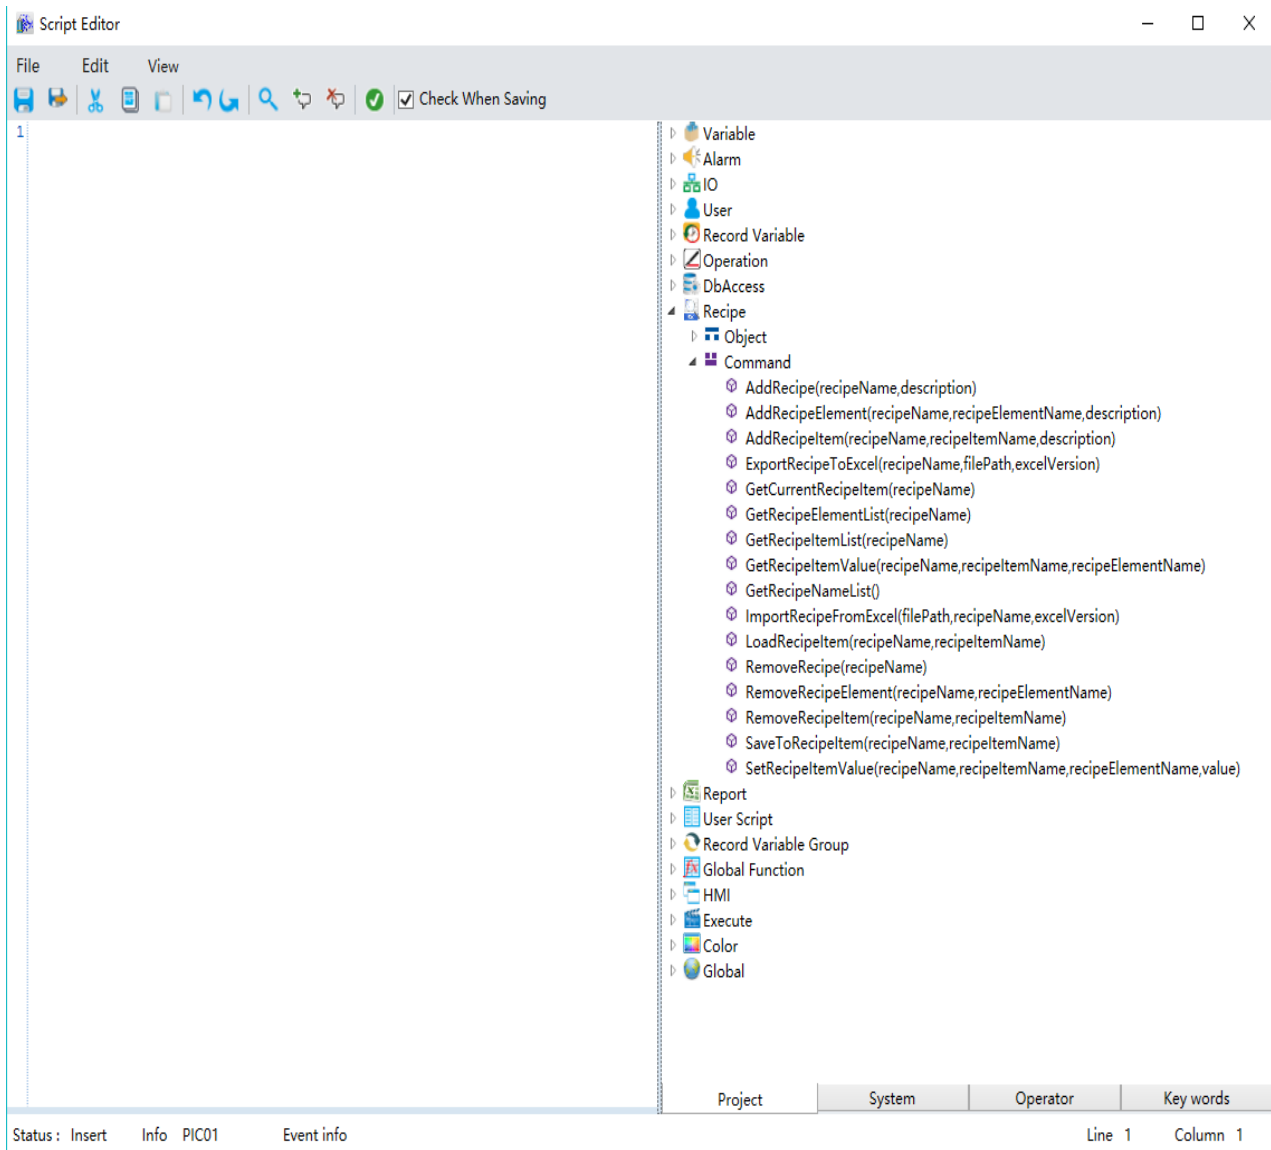 Script Editor
File Edit View
Check When Saving
1
Variable
Alarm
IO
User
Record Variable
Operation
DbAccess
Recipe
Object
Command
AddRecipe(recipeName,description)
AddRecipeElement(recipeName,recipeElementName,description)
AddRecipeItem(recipeName,recipeItemName,description)
ExportRecipeToExcel(recipeName,filePath,excelVersion)
GetCurrentRecipeItem(recipeName)
GetRecipeElementList(recipeName)
GetRecipeItemList(recipeName)
GetRecipeItemValue(recipeName,recipeItemName,recipeElementName)
GetRecipeNameList()
ImportRecipeFromExcel(filePath,recipeName,excelVersion)
LoadRecipeItem(recipeName,recipeItemName)
RemoveRecipe(recipeName)
RemoveRecipeElement(recipeName,recipeElementName)
RemoveRecipeItem(recipeName,recipeItemName)
SaveToRecipeItem(recipeName,recipeItemName)
SetRecipeItemValue(recipeName,recipeItemName,recipeElementName,value)
Report
User Script
Record Variable Group
Global Function
HMI
Execute
Color
Global
Project System Operator Key words
Status : Insert Info PIC01 Event info Line 1 Column 1